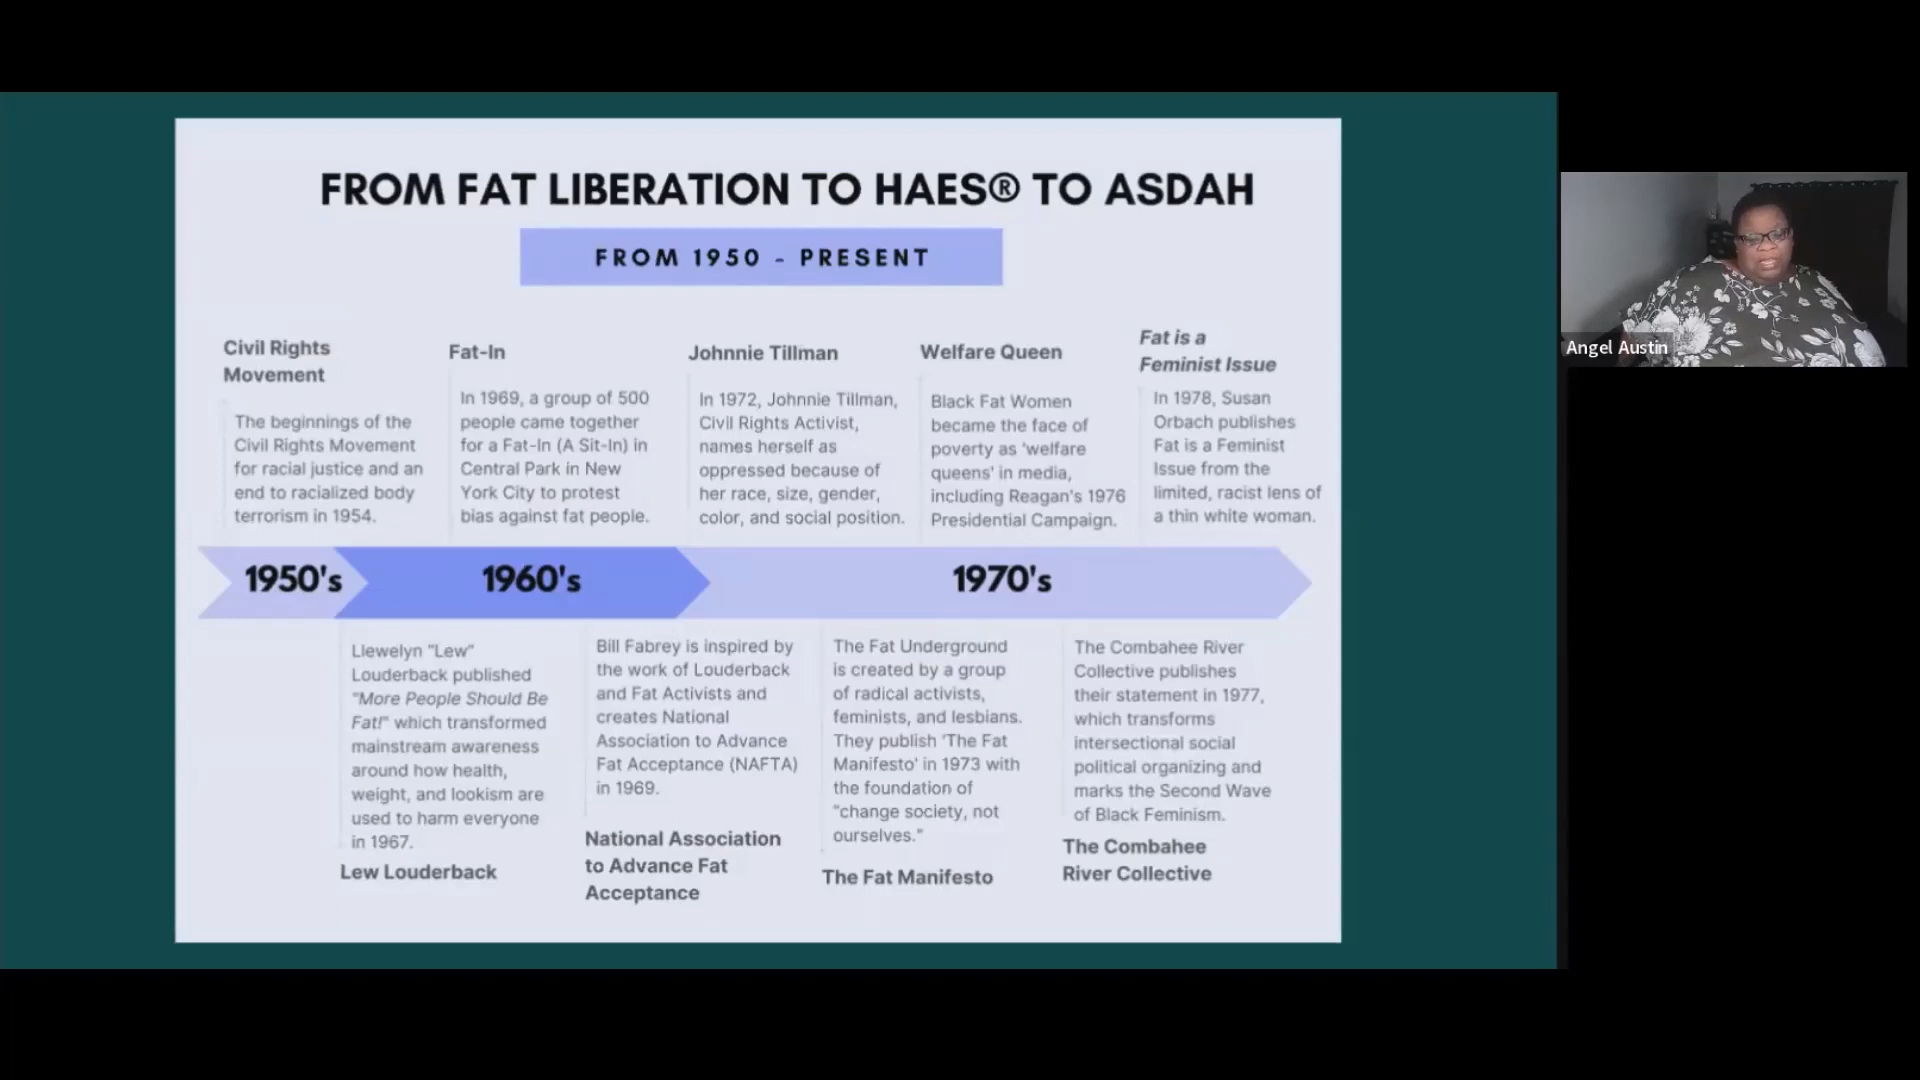 FROM FAT LIBERATION TO HAES® TO ASDAH
FROM 1950 - PRESENT
Civil Rights
Movement
The beginnings of the
Civil Rights Movement
for racial justice and an
end to racialized body
terrorism in 1954.
Fat-In
In 1969, a group of 500
people came together
for a Fat-In (A Sit-In) in
Central Park in New
York City to protest
bias against fat people.
Johnnie Tillman
In 1972, Johnnie Tillman,
Civil Rights Activist,
names herself as
oppressed because of
her race, size, gender,
color, and social position.
Welfare Queen
Black Fat Women
became the face of
poverty as 'welfare
queens' in media,
including Reagan's 1976
Presidential Campaign.
Fat is a
Feminist Issue
In 1978, Susan
Orbach publishes
Fat is a Feminist
Issue from the
limited, racist lens of
a thin white woman.
1950's
1960's
1970's
Llewelyn "Lew"
Louderback published
"More People Should Be
Fat!" which transformed
mainstream awareness
around how health,
weight, and lookism are
used to harm everyone
in 1967.
Lew Louderback
Bill Fabrey is inspired by
the work of Louderback
and Fat Activists and
creates National
Association to Advance
Fat Acceptance (NAFTA)
in 1969.
National Association
to Advance Fat
Acceptance
The Fat Underground
is created by a group
of radical activists,
feminists, and lesbians.
They publish 'The Fat
Manifesto' in 1973 with
the foundation of
"change society, not
ourselves."
The Fat Manifesto
The Combahee River
Collective publishes
their statement in 1977,
which transforms
intersectional social
political organizing and
marks the Second Wave
of Black Feminism.
The Combahee
River Collective
Angel Austin